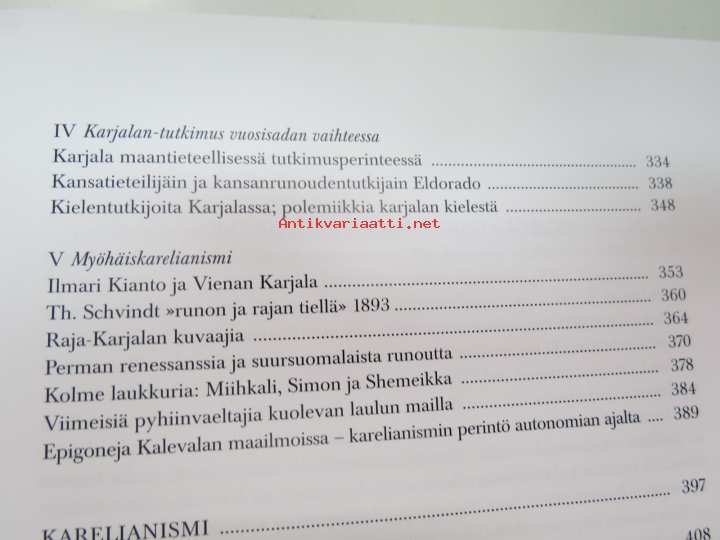 IV Karjalan-tutkimus vuosisadan vaihteessa
Karjala maantieteellisessä tutkimusperinteessä ........ 334
Kansatieteilijäin ja kansanrunoudentutkijain Eldorado ........ 338
Kielentutkijoita Karjalassa; polemiikkia karjalan kielestä ........ 348
Antikvariaatti.net
V Myöhäiskarelianismi
Ilmari Kianto ja Vienan Karjala ........ 353
Th. Schvindt »runon ja rajan tiellä» 1893 ........ 360
Raja-Karjalan kuvaajia ........ 364
Perman renessanssia ja suursuomalaista runoutta ........ 370
Kolme laukkuria: Miihkali, Simon ja Shemeikka ........ 378
Viimeisiä pyhiinvaeltajia kuolevan laulun mailla ........ 384
Epigoneja Kalevalan maailmoissa – karelianismin perintö autonomian ajalta .... 389
KARELIANISMI ........ 397
408